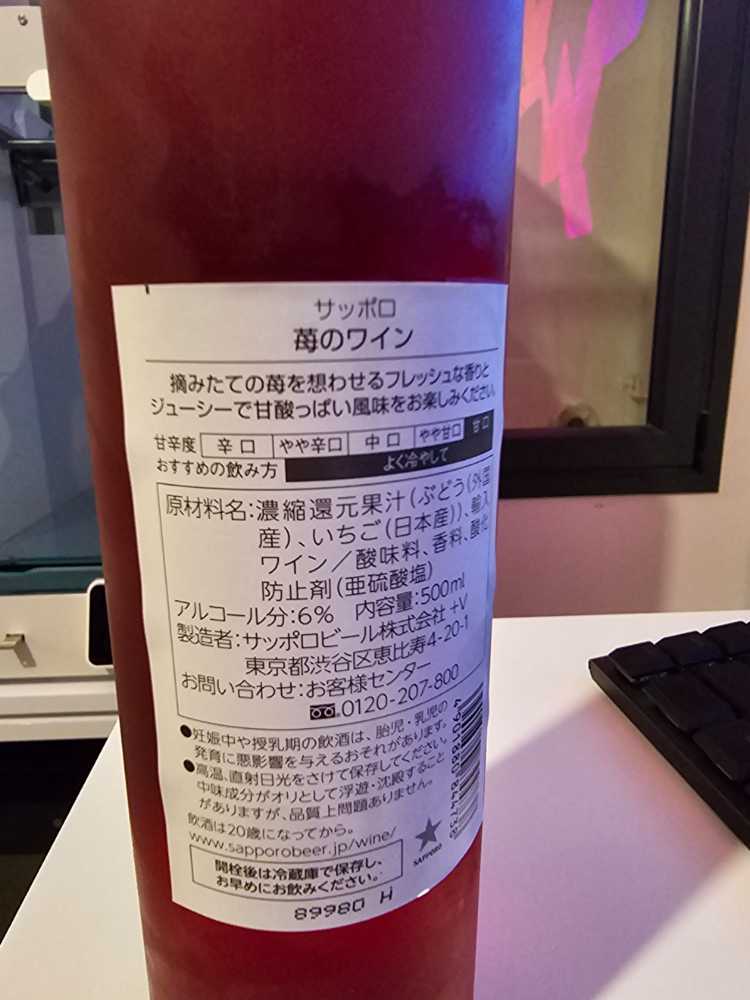 サッポロ
苺のワイン
摘みたての苺を想わせるフレッシュな香りと
ジューシーで甘酸っぱい風味をお楽しみください。
甘辛度 辛口 やや辛口 中口 やや甘口 甘口
おすすめの飲み方 よく冷やして
原材料名:濃縮還元果汁(ぶどう(外国
産)、いちご(日本産))、輸入
ワイン/酸味料、香料、酸化
防止剤(亜硫酸塩)
アルコール分:6% 内容量:500ml
製造者:サッポロビール株式会社 +V
東京都渋谷区恵比寿4-20-1
お問い合わせ:お客様センター
0120-207-800
●妊娠中や授乳期の飲酒は、胎児・乳児の
発育に悪影響を与えるおそれがあります。
●高温、直射日光をさけて保存してください。
中味成分がオリとして浮遊・沈殿すること
がありますが、品質上問題ありません。
飲酒は20歳になってから。
www.sapporobeer.jp/wine/
SAPPORO
開栓後は冷蔵庫で保存し、
お早めにお飲みください。
89980 H